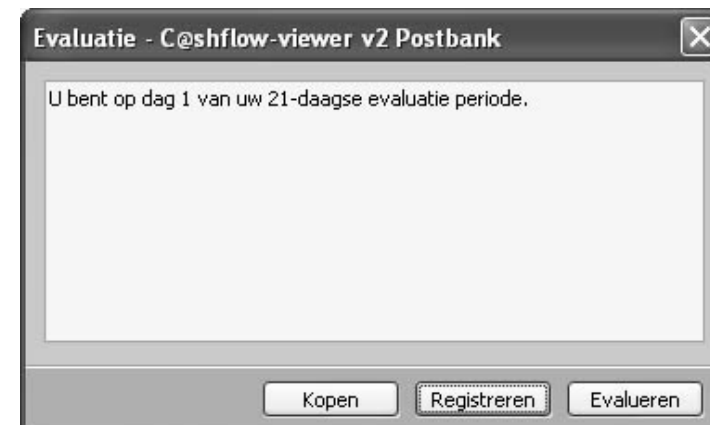 Evaluatie - C@shflow-viewer v2 Postbank
U bent op dag 1 van uw 21-daagse evaluatie periode.
Kopen Registreren Evalueren